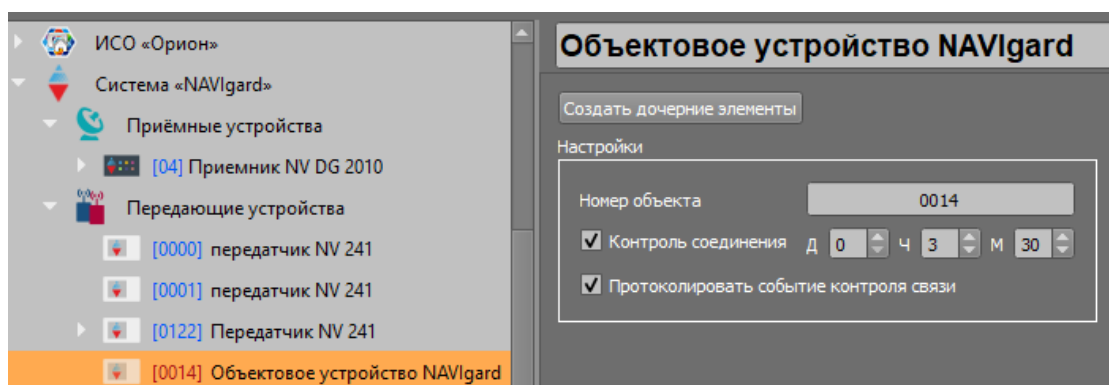 ИСО «Орион»
Система «NAVIgard»
Приёмные устройства
[04] Приемник NV DG 2010
Передающие устройства
[0000] передатчик NV 241
[0001] передатчик NV 241
[0122] Передатчик NV 241
[0014] Объектовое устройство NAVIgard
Объектовое устройство NAVIgard
Создать дочерние элементы
Настройки
Номер объекта 0014
Контроль соединения Д 0 Ч 3 М 30
Протоколировать событие контроля связи